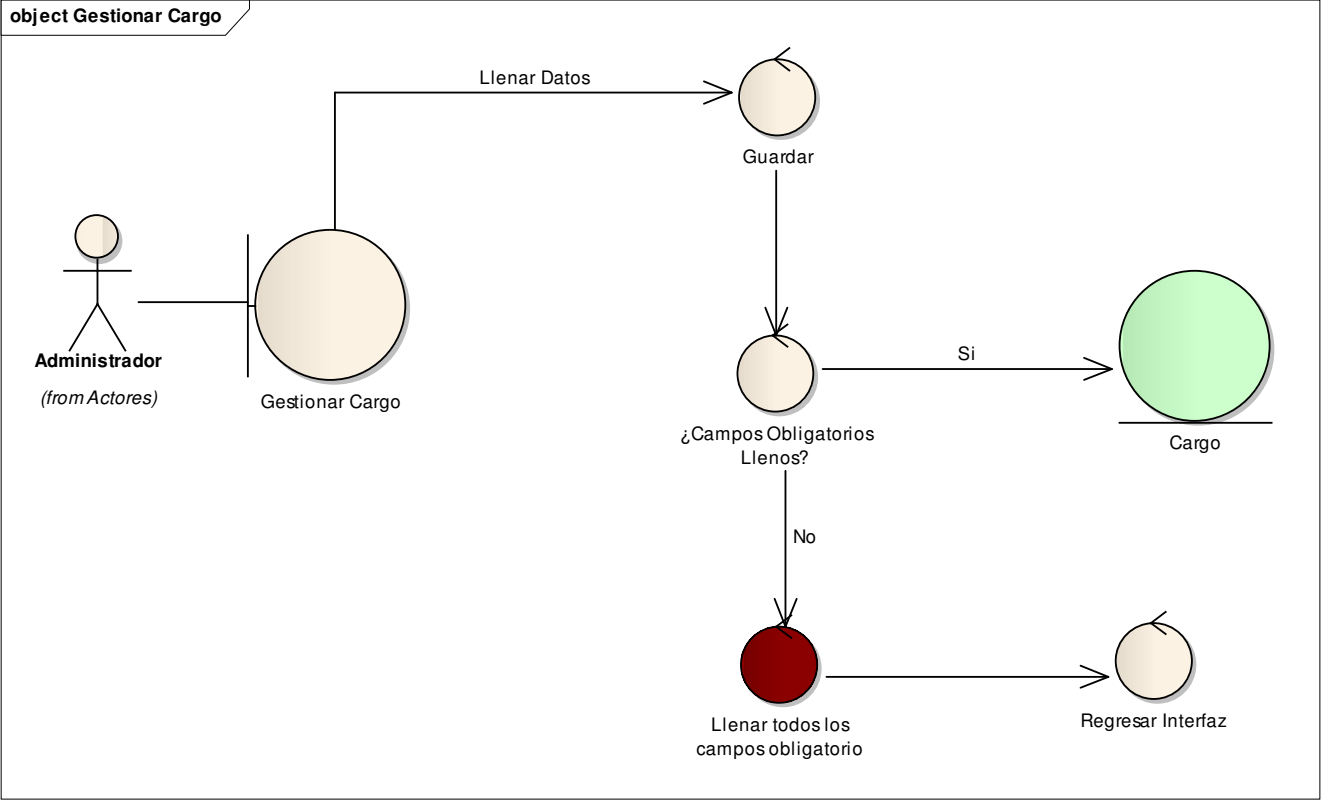 object Gestionar Cargo
Llenar Datos
Guardar
Administrador
(from Actores)
Gestionar Cargo
Si
¿Campos Obligatorios
Llenos?
Cargo
No
Llenar todos los
campos obligatorio
Regresar Interfaz